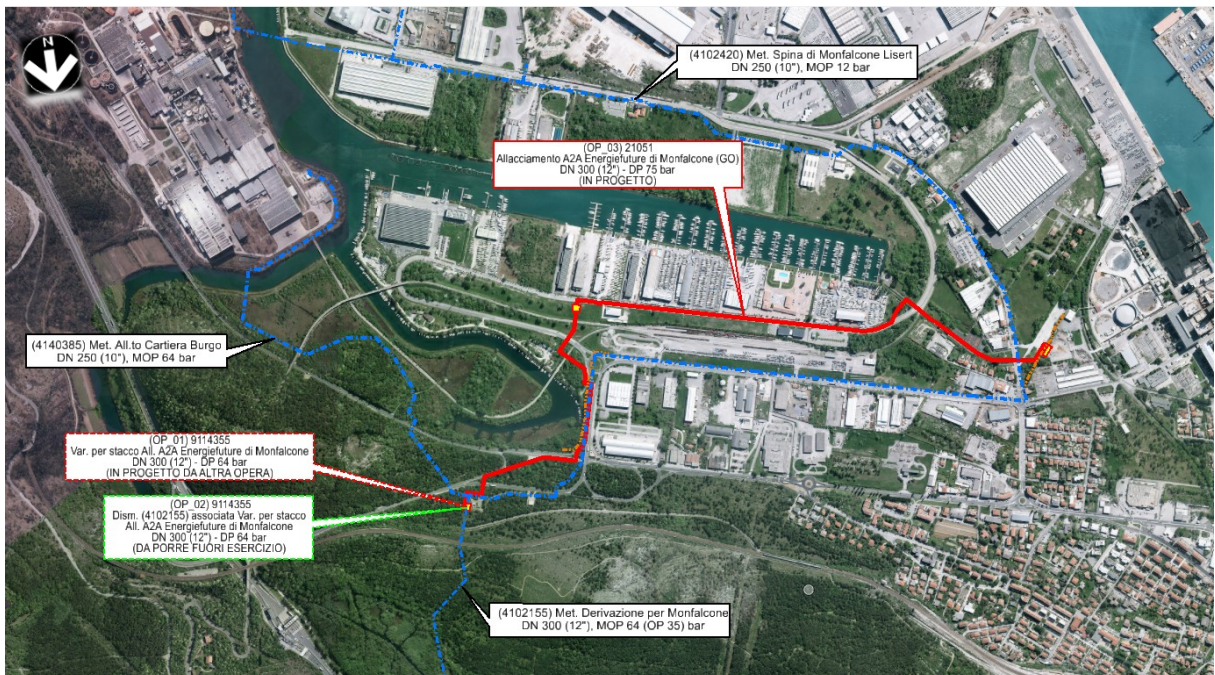 N
(4102420) Met. Spina di Monfalcone Lisert
DN 250 (10"), MOP 12 bar
(OP_03) 21051
Allacciamento A2A Energiefuture di Monfalcone (GO)
DN 300 (12") - DP 75 bar
(IN PROGETTO)
(4140385) Met. All.to Cartiera Burgo
DN 250 (10"), MOP 64 bar
(OP_01) 9114355
Var. per stacco All. A2A Energiefuture di Monfalcone
DN 300 (12") - DP 64 bar
(IN PROGETTO DA ALTRA OPERA)
(OP_02) 9114355
Dism. (4102155) associata Var. per stacco
All. A2A Energiefuture di Monfalcone
DN 300 (12") - DP 64 bar
(DA PORRE FUORI ESERCIZIO)
(4102155) Met. Derivazione per Monfalcone
DN 300 (12"), MOP 64 (OP 35) bar